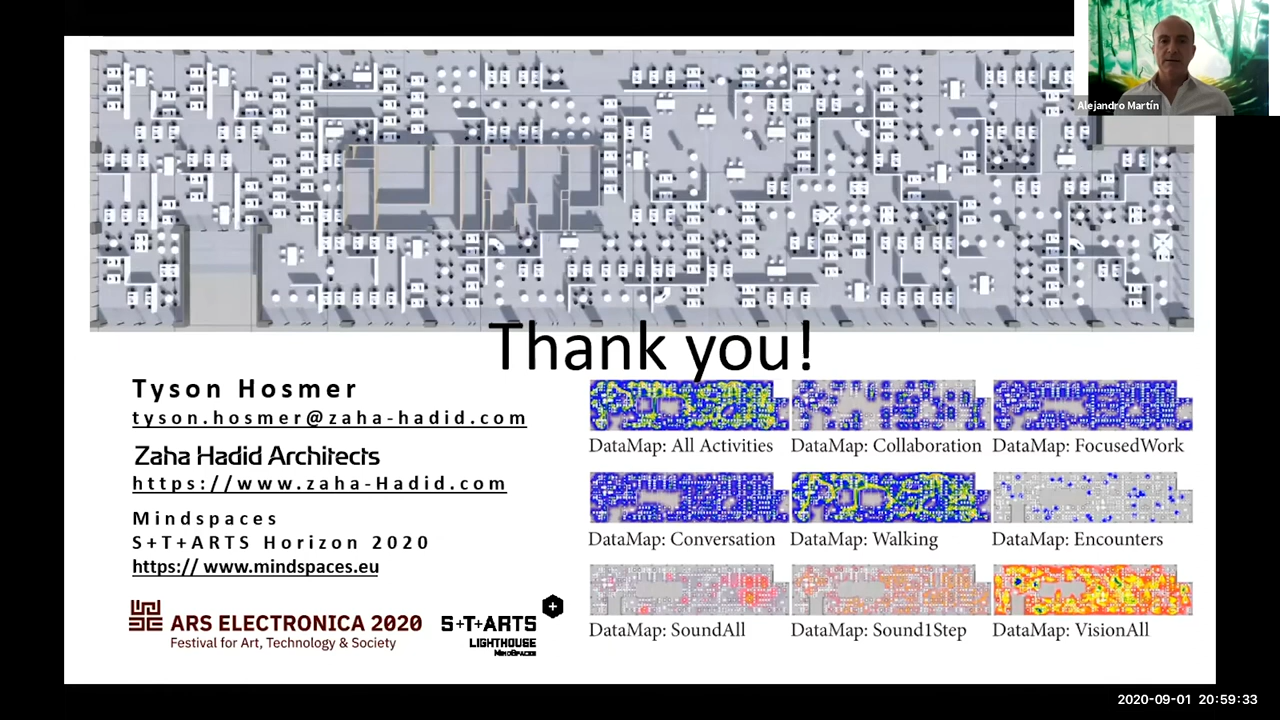 Alejandro Martín
Thank you!
Tyson Hosmer
tyson.hosmer@zaha-hadid.com
Zaha Hadid Architects
https://www.zaha-Hadid.com
Mindspaces
S+T+ARTS Horizon 2020
https:// www.mindspaces.eu
ARS ELECTRONICA 2020
Festival for Art, Technology & Society
S+T+ARTS
LIGHTHOUSE
MINDSPACES
DataMap: All Activities
DataMap: Collaboration
DataMap: FocusedWork
DataMap: Conversation
DataMap: Walking
DataMap: Encounters
DataMap: SoundAll
DataMap: Sound1Step
DataMap: VisionAll
2020-09-01 20:59:33